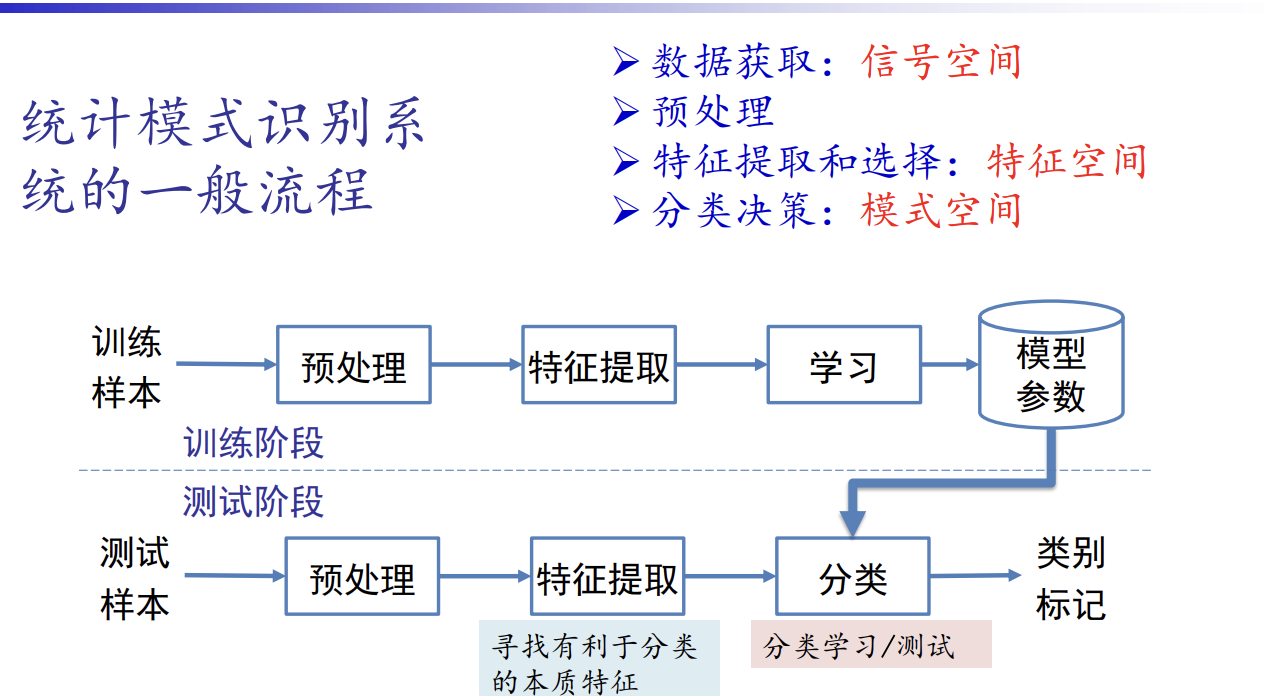 统计模式识别系
统的一般流程
➢ 数据获取：信号空间
➢ 预处理
➢ 特征提取和选择：特征空间
➢ 分类决策：模式空间
训练
样本
预处理
特征提取
学习
模型
参数
训练阶段
测试阶段
测试
样本
预处理
特征提取
分类
类别
标记
寻找有利于分类
的本质特征
分类学习/测试